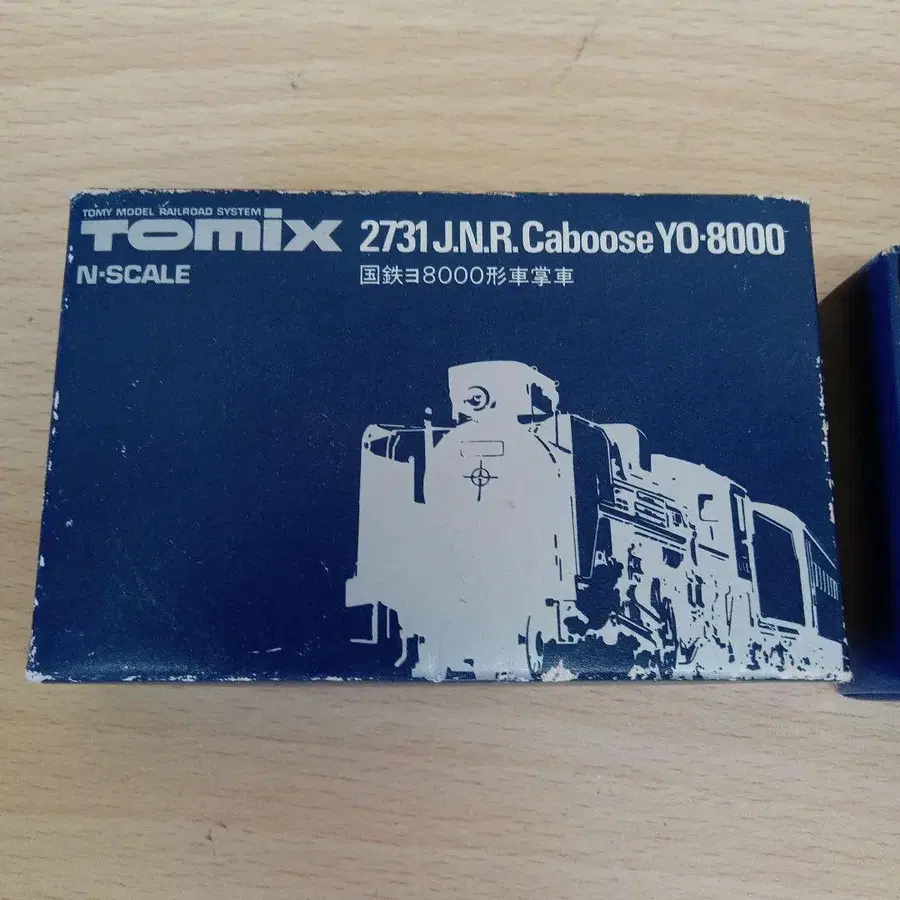 TOMY MODEL RAILROAD SYSTEM
TOMIX
N-SCALE
2731 J.N.R. Caboose YO-8000
国鉄ヨ8000形車掌車